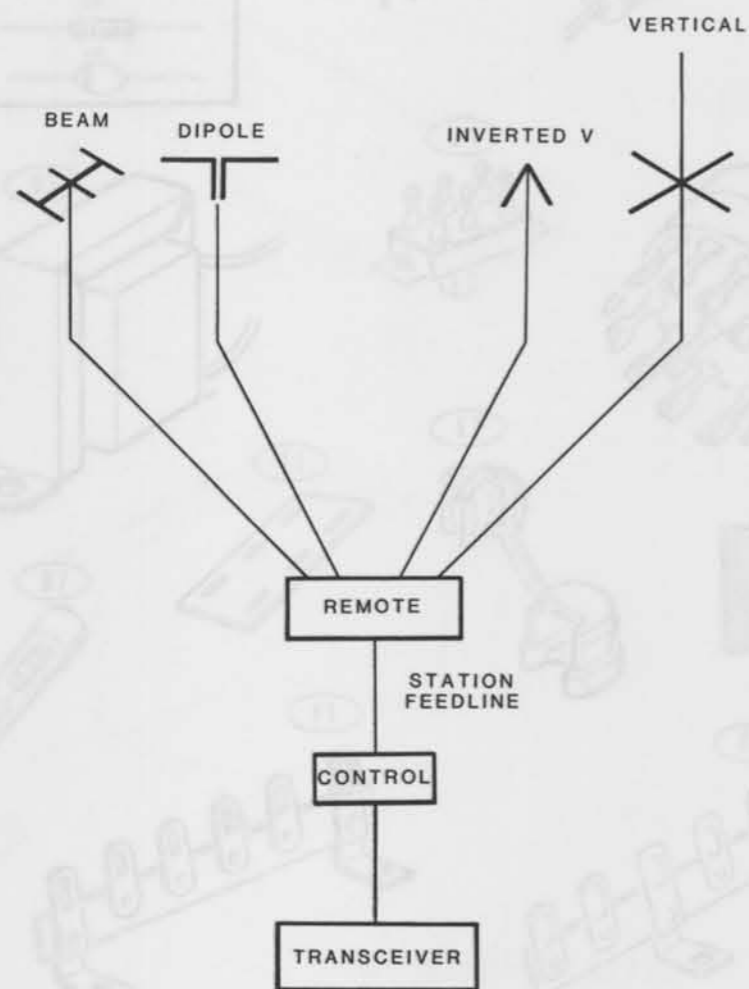 VERTICAL
BEAM
DIPOLE
INVERTED V
REMOTE
STATION
FEEDLINE
CONTROL
TRANSCEIVER